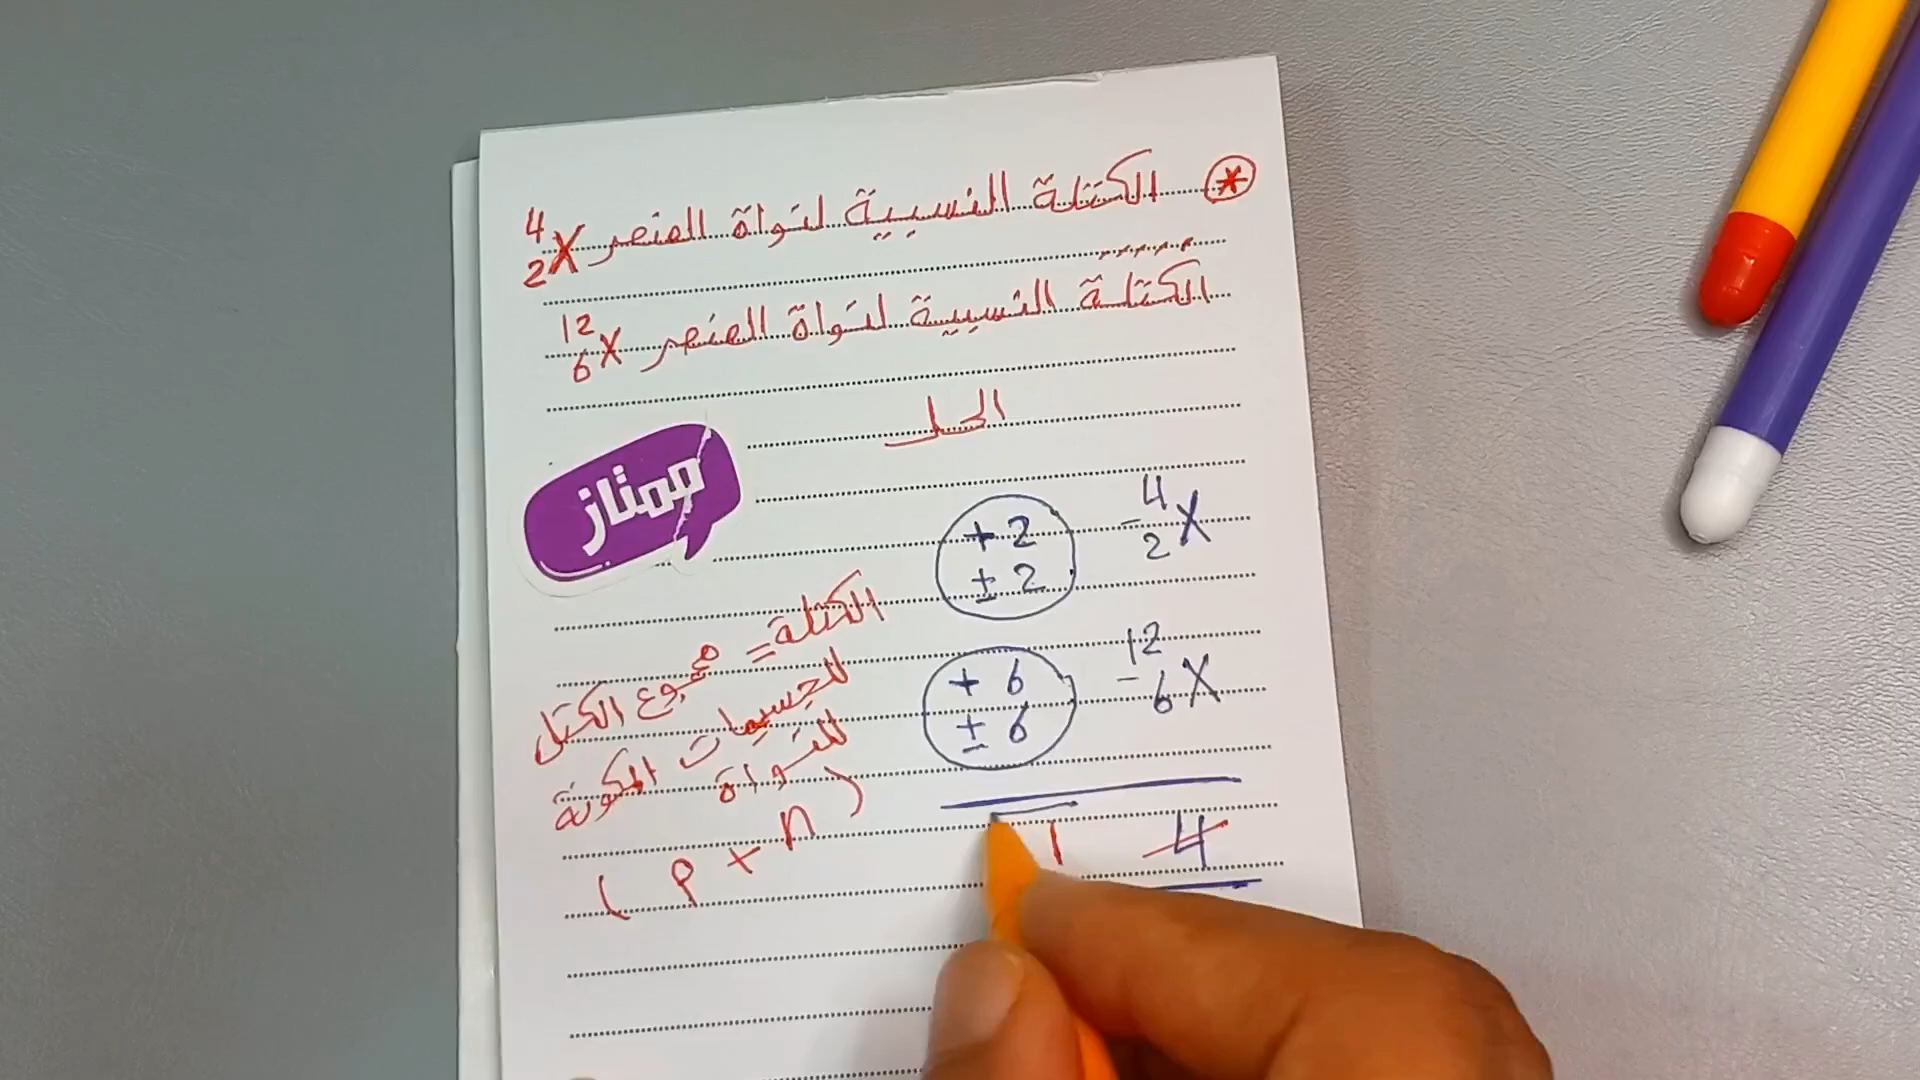 * الكتلة النسبية لنواة العنصر ⁴₂X
الكتلة النسبية لنواة العنصر ¹²₆X
الحل
ممتاز
⁴₂X - + 2
± 2
¹²₆X - + 6
± 6
الكتلة = مجموع الكتل
للجسيمات المكونة
للنواة
( p + n )
4 1